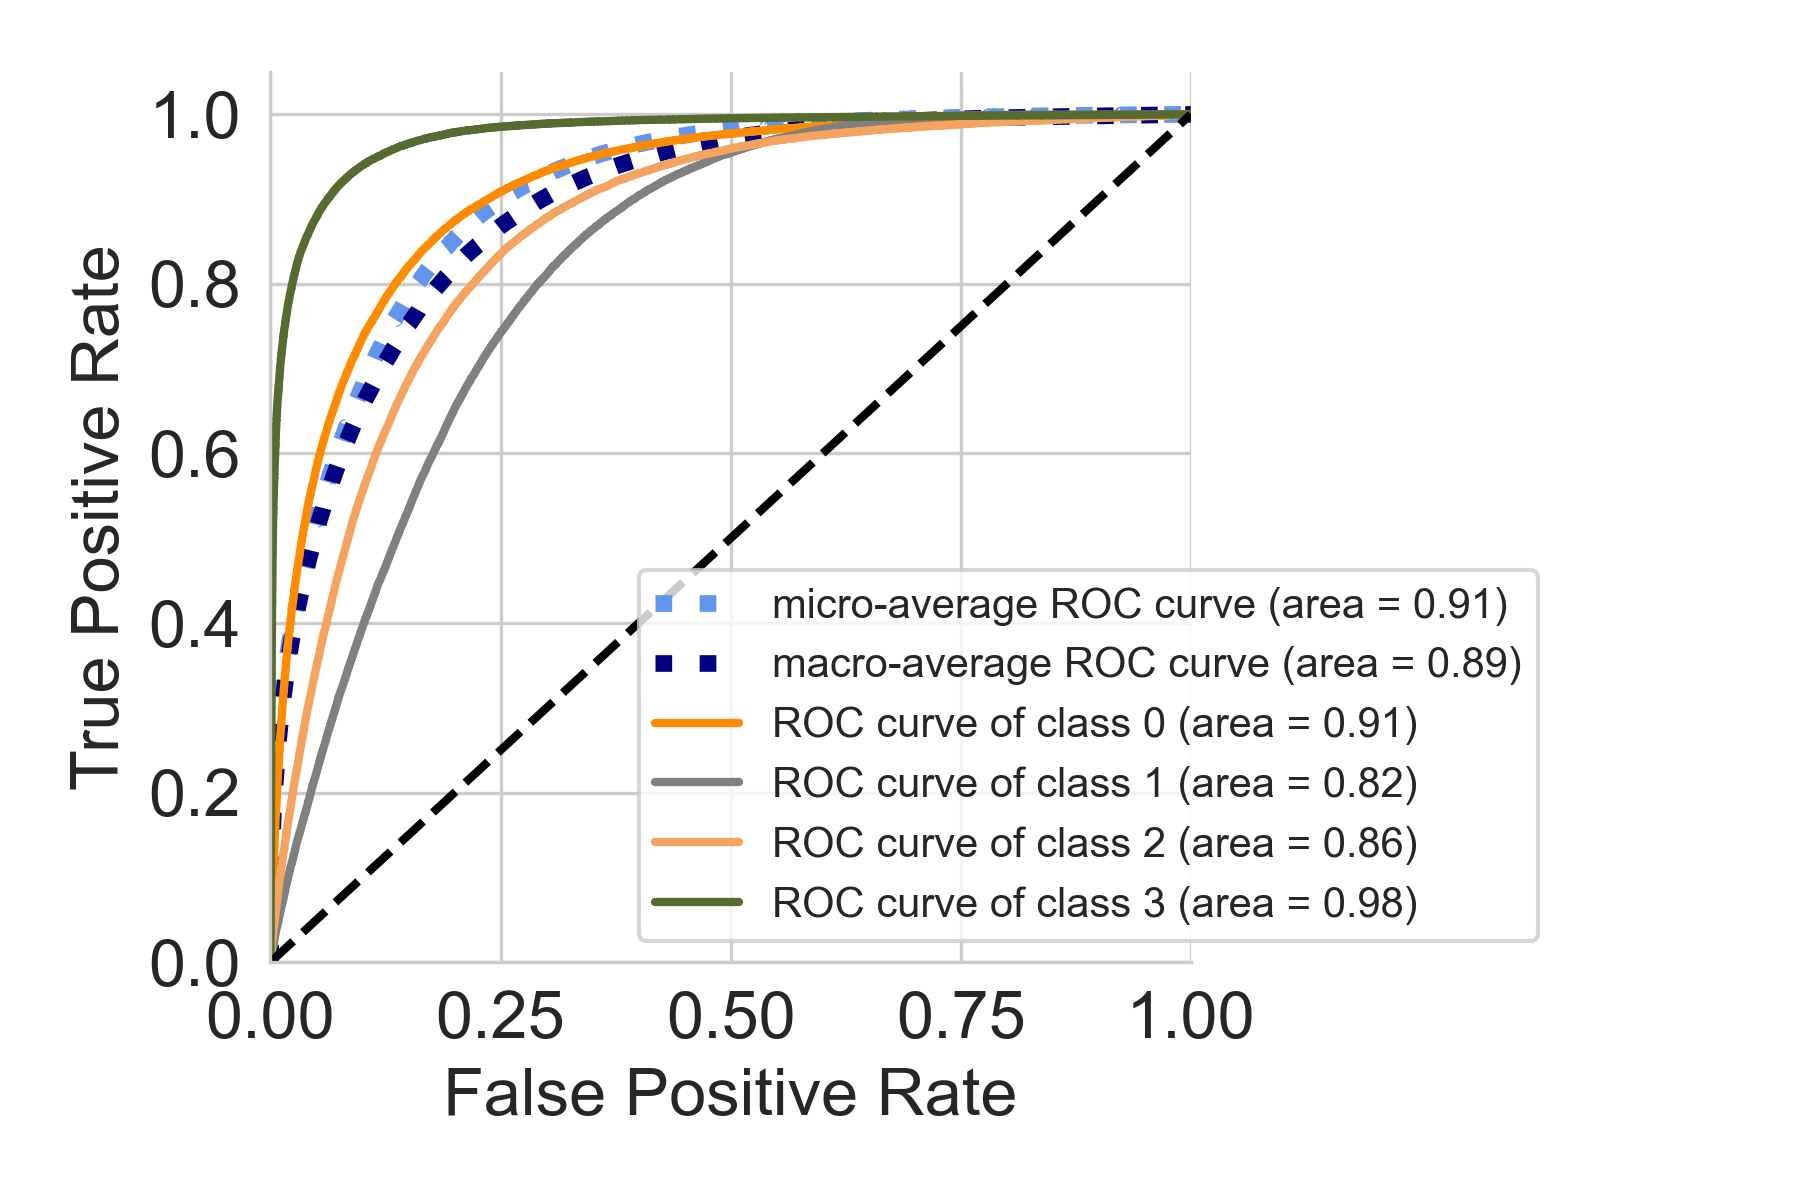 1.0
0.8
0.6
0.4
0.2
0.0
True Positive Rate
0.00 0.25 0.50 0.75 1.00
False Positive Rate
micro-average ROC curve (area = 0.91)
macro-average ROC curve (area = 0.89)
ROC curve of class 0 (area = 0.91)
ROC curve of class 1 (area = 0.82)
ROC curve of class 2 (area = 0.86)
ROC curve of class 3 (area = 0.98)